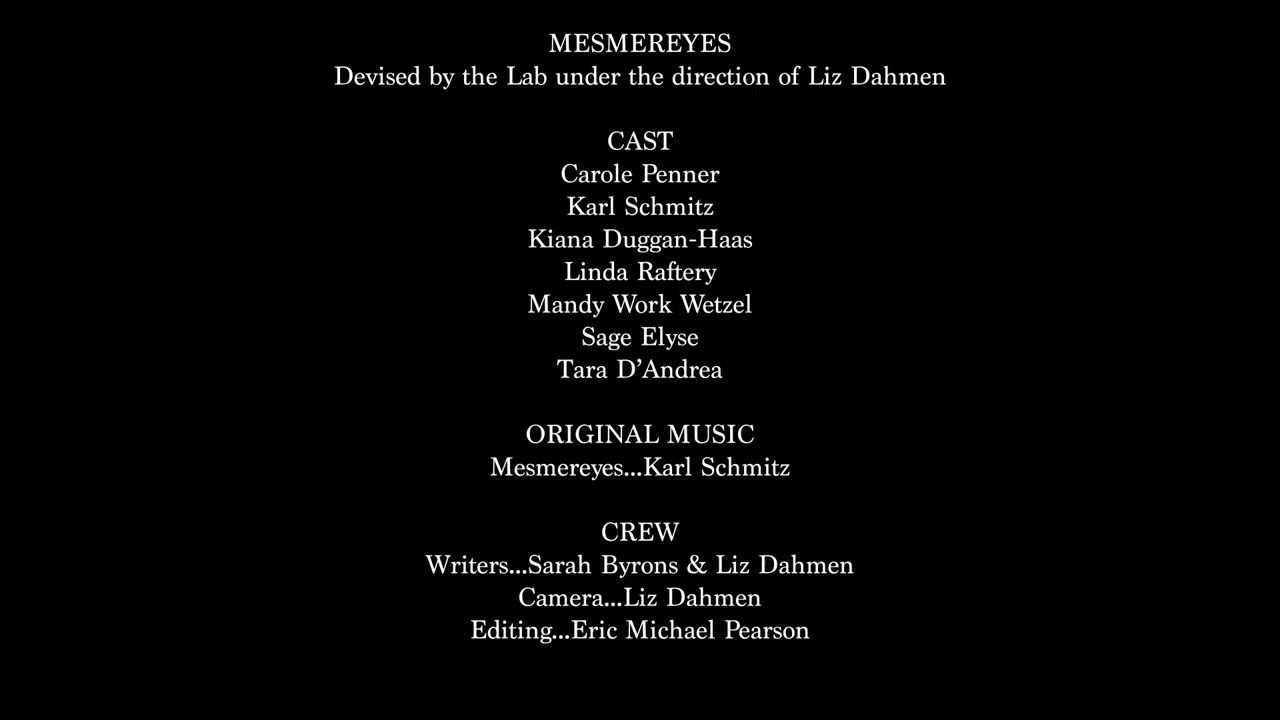 MESMEREYES
Devised by the Lab under the direction of Liz Dahmen
CAST
Carole Penner
Karl Schmitz
Kiana Duggan-Haas
Linda Raftery
Mandy Work Wetzel
Sage Elyse
Tara D’Andrea
ORIGINAL MUSIC
Mesmereyes...Karl Schmitz
CREW
Writers...Sarah Byrons & Liz Dahmen
Camera...Liz Dahmen
Editing...Eric Michael Pearson